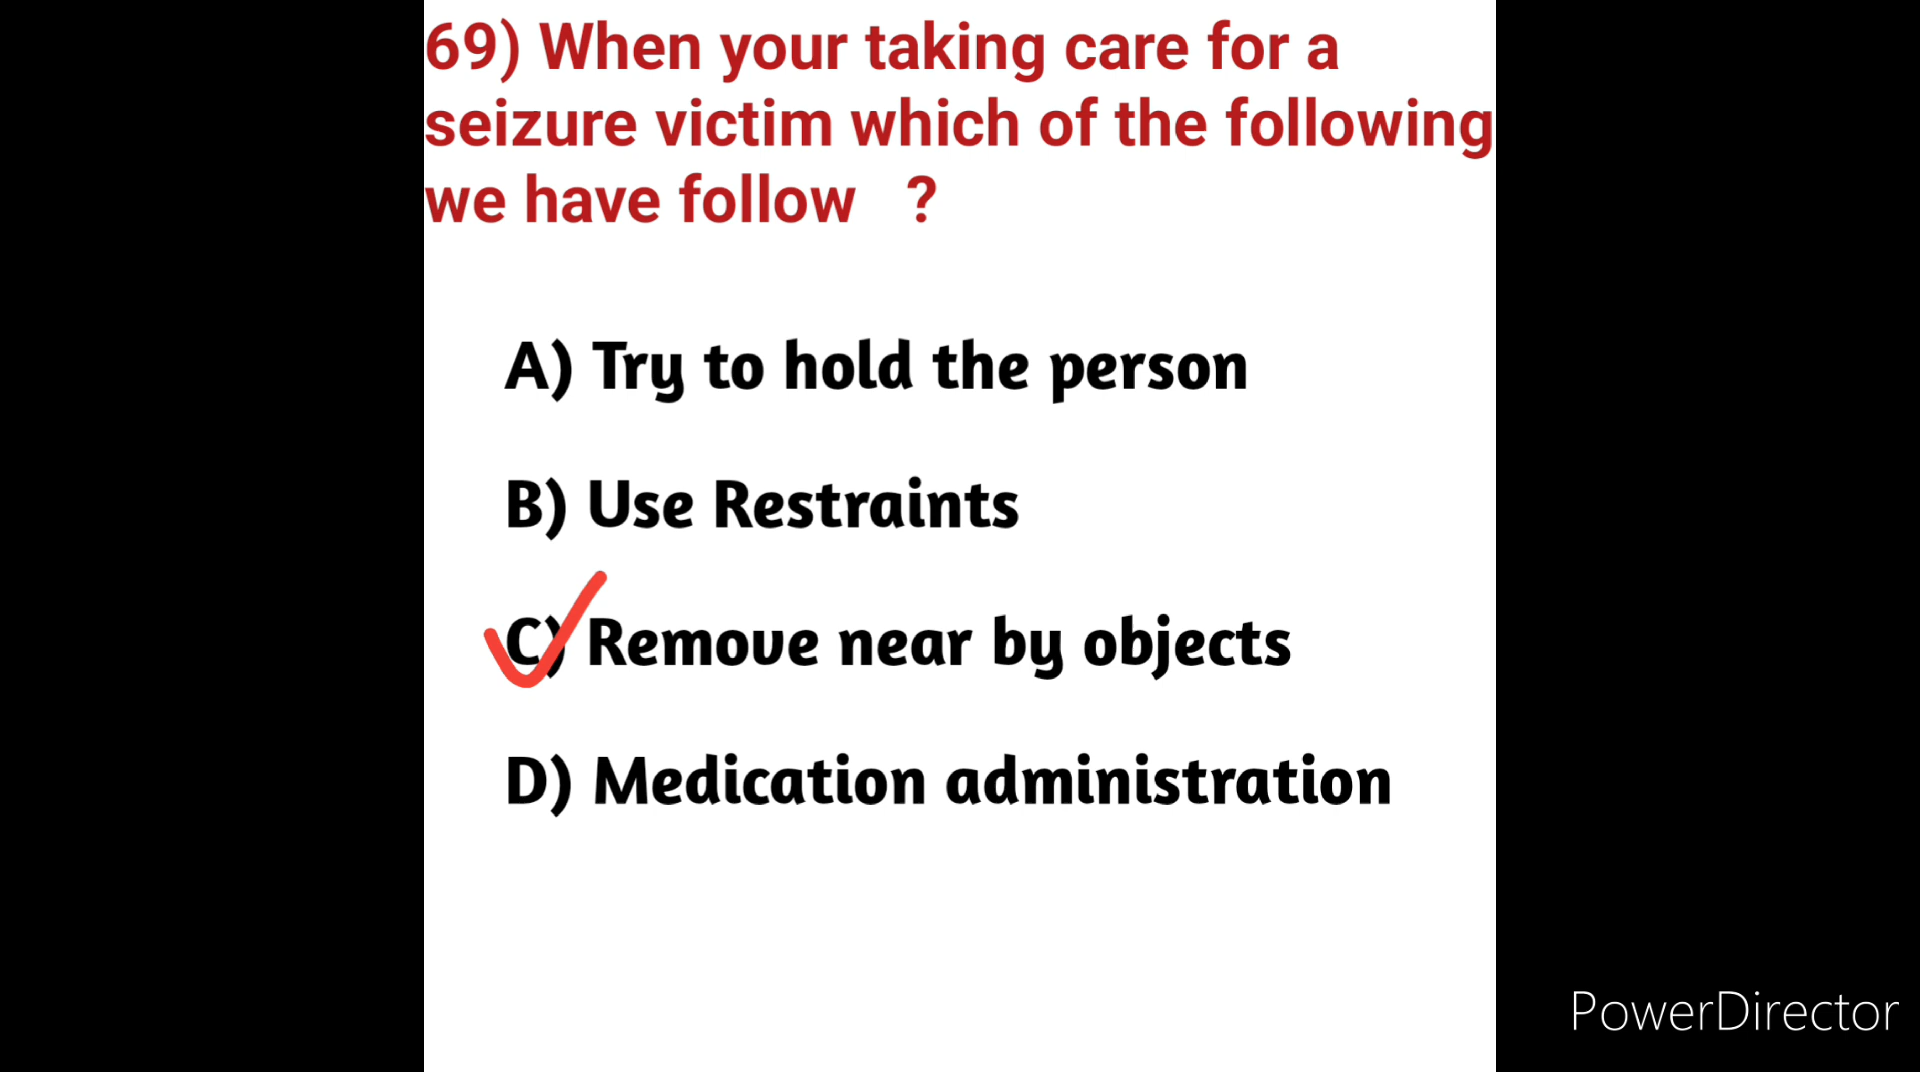 69) When your taking care for a
seizure victim which of the following
we have follow ?
A) Try to hold the person
B) Use Restraints
C) Remove near by objects
D) Medication administration
PowerDirector